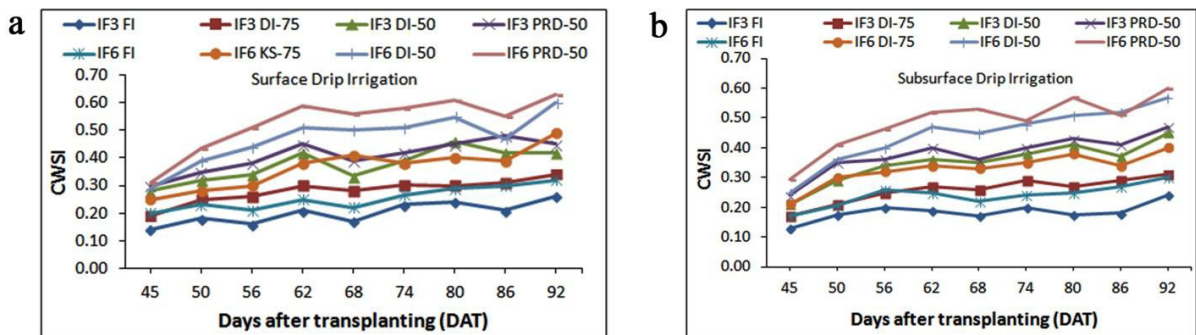 a
IF3 FI IF3 DI-75 IF3 DI-50 IF3 PRD-50
IF6 FI IF6 KS-75 IF6 DI-50 IF6 PRD-50
0.70
0.60
0.50
0.40
0.30
0.20
0.10
0.00
CWSI
Surface Drip Irrigation
45 50 56 62 68 74 80 86 92
Days after transplanting (DAT)
b
IF3 FI IF3 DI-75 IF3 DI-50 IF3 PRD-50
IF6 FI IF6 DI-75 IF6 DI-50 IF6 PRD-50
0.70
0.60
0.50
0.40
0.30
0.20
0.10
0.00
CWSI
Subsurface Drip Irrigation
45 50 56 62 68 74 80 86 92
Days after transplanting (DAT)